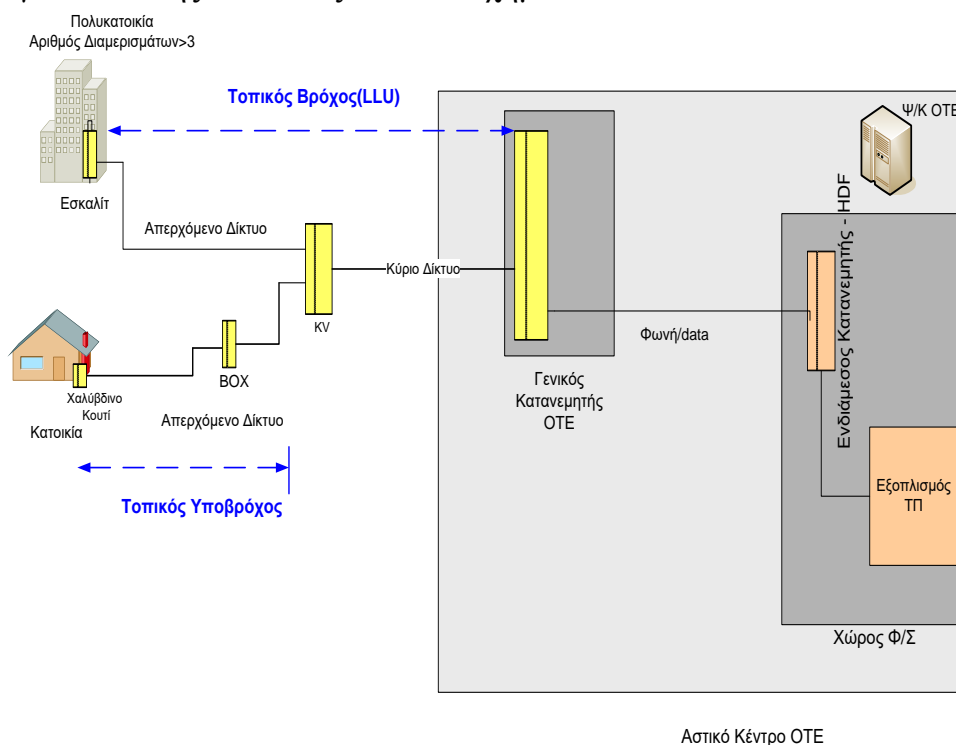 Πολυκατοικία
Αριθμός Διαμερισμάτων>3
Τοπικός Βρόχος(LLU)
Ψ/Κ ΟΤΕ
Εσκαλίτ
Απερχόμενο Δίκτυο
Κύριο Δίκτυο
KV
Ενδιάμεσος Κατανεμητής - HDF
Φωνή/data
BOX
Χαλύβδινο
Κουτί
Κατοικία
Απερχόμενο Δίκτυο
Γενικός
Κατανεμητής
ΟΤΕ
Τοπικός Υποβρόχος
Εξοπλισμός
ΤΠ
Χώρος Φ/Σ
Αστικό Κέντρο ΟΤΕ